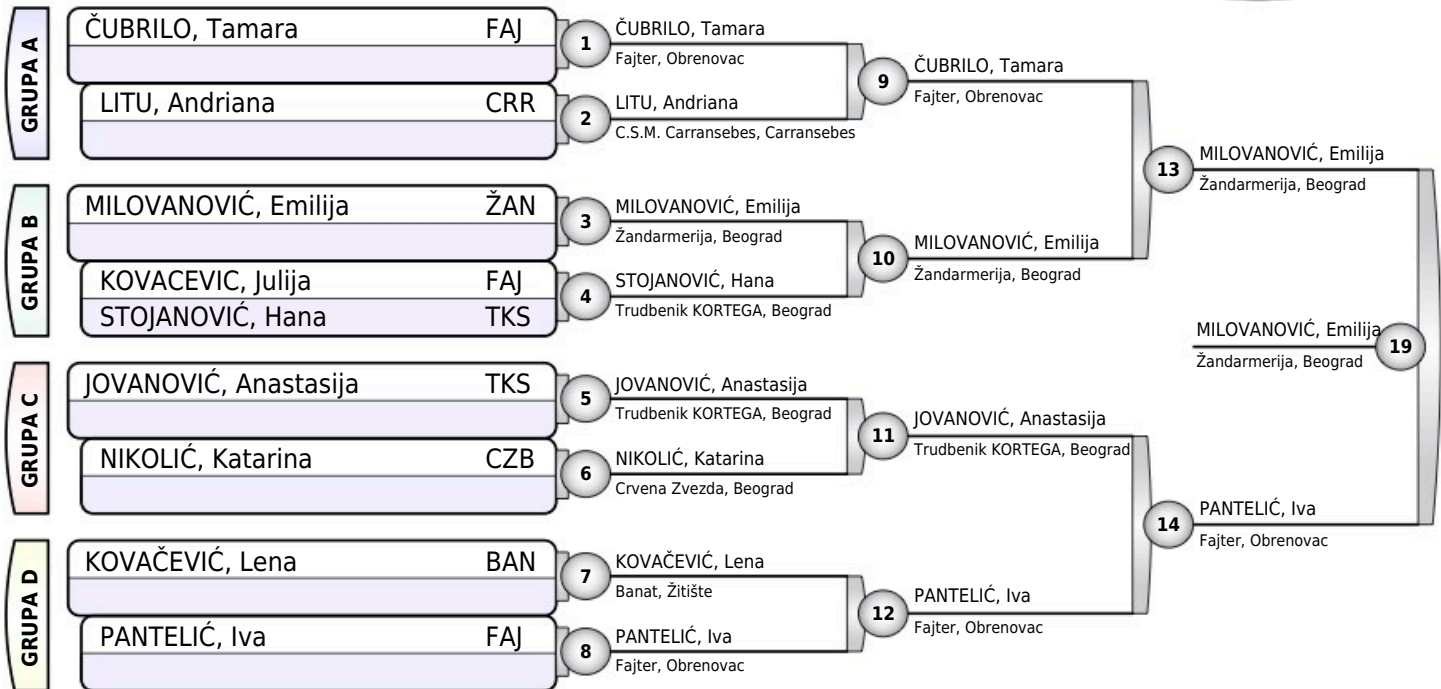 GRUPA A
ČUBRILO, Tamara FAJ
LITU, Andriana CRR
GRUPA B
MILOVANOVIĆ, Emilija ŽAN
KOVACEVIC, Julija FAJ
STOJANOVIĆ, Hana TKS
GRUPA C
JOVANOVIĆ, Anastasija TKS
NIKOLIĆ, Katarina CZB
GRUPA D
KOVAČEVIĆ, Lena BAN
PANTELIĆ, Iva FAJ
1
ČUBRILO, Tamara
Fajter, Obrenovac
2
LITU, Andriana
C.S.M. Carransebes, Carransebes
3
MILOVANOVIĆ, Emilija
Žandarmerija, Beograd
4
STOJANOVIĆ, Hana
Trudbenik KORTEGA, Beograd
5
JOVANOVIĆ, Anastasija
Trudbenik KORTEGA, Beograd
6
NIKOLIĆ, Katarina
Crvena Zvezda, Beograd
7
KOVAČEVIĆ, Lena
Banat, Žitište
8
PANTELIĆ, Iva
Fajter, Obrenovac
9
ČUBRILO, Tamara
Fajter, Obrenovac
10
MILOVANOVIĆ, Emilija
Žandarmerija, Beograd
11
JOVANOVIĆ, Anastasija
Trudbenik KORTEGA, Beograd
12
PANTELIĆ, Iva
Fajter, Obrenovac
13
MILOVANOVIĆ, Emilija
Žandarmerija, Beograd
14
PANTELIĆ, Iva
Fajter, Obrenovac
MILOVANOVIĆ, Emilija
Žandarmerija, Beograd
19